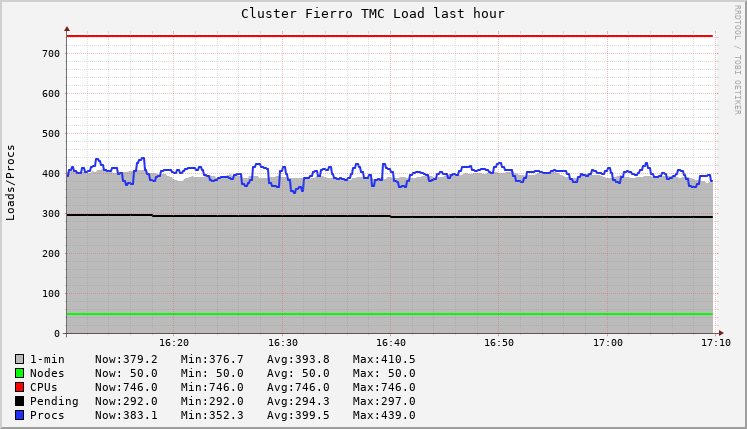 Cluster Fierro TMC Load last hour
RRDTOOL / TOBI OETIKER
Loads/Procs
700
600
500
400
300
200
100
0
16:20 16:30 16:40 16:50 17:00 17:10
1-min Now:379.2 Min:376.7 Avg:393.8 Max:410.5
Nodes Now: 50.0 Min: 50.0 Avg: 50.0 Max: 50.0
CPUs Now:746.0 Min:746.0 Avg:746.0 Max:746.0
Pending Now:292.0 Min:292.0 Avg:294.3 Max:297.0
Procs Now:383.1 Min:352.3 Avg:399.5 Max:439.0